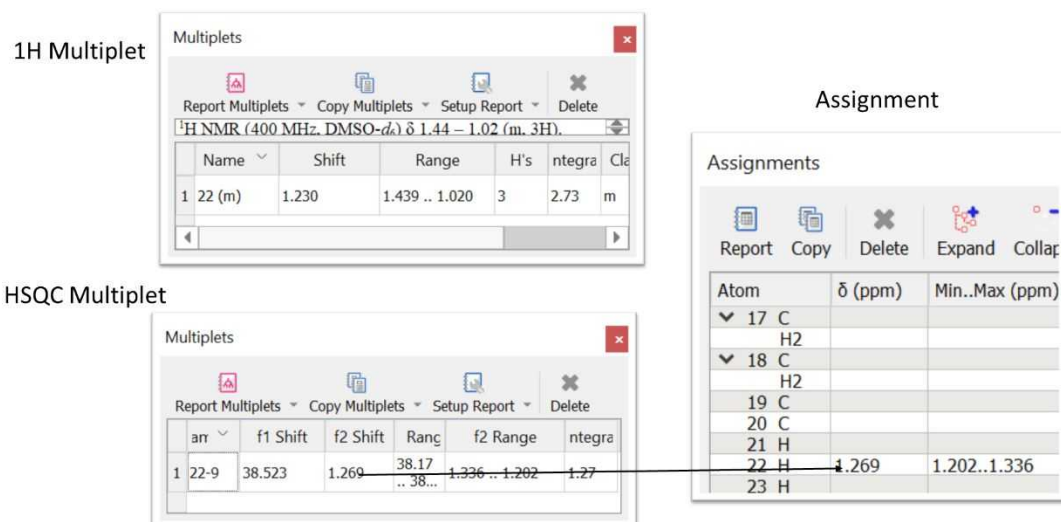 1H Multiplet
Multiplets
Report Multiplets Copy Multiplets Setup Report Delete
¹H NMR (400 MHz, DMSO-d₆) δ 1.44 – 1.02 (m, 3H).
Name Shift Range H's ntegra Cla
1 22 (m) 1.230 1.439 .. 1.020 3 2.73 m
HSQC Multiplet
Multiplets
Report Multiplets Copy Multiplets Setup Report Delete
arr f1 Shift f2 Shift Rang f2 Range ntegra
1 22-9 38.523 1.269 38.17 .. 38... 1.336 .. 1.202 1.27
Assignment
Assignments
Report Copy Delete Expand Collap
Atom δ (ppm) Min..Max (ppm)
17 C
H2
18 C
H2
19 C
20 C
21 H
22 H 1.269 1.202..1.336
23 H